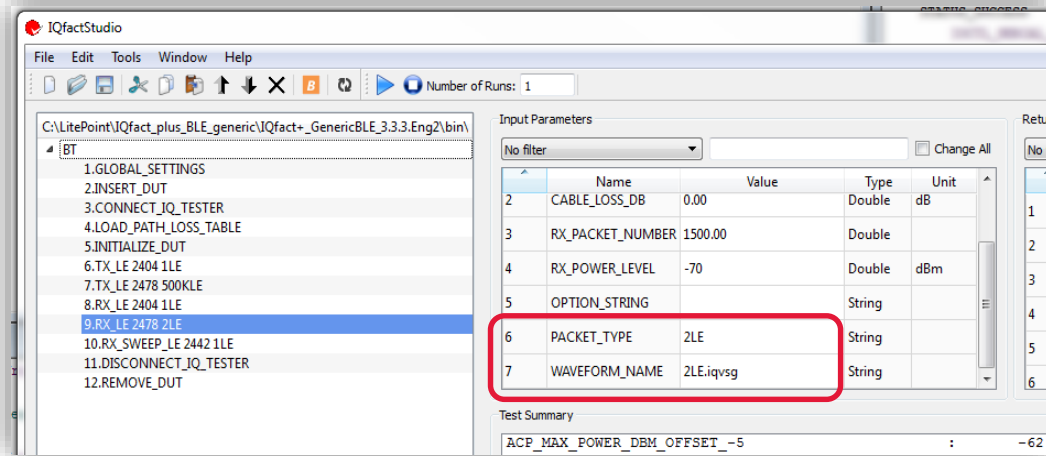 STATUS_SUCCESS
IQfactStudio
File Edit Tools Window Help
B Number of Runs: 1
C:\LitePoint\IQfact_plus_BLE_generic\IQfact+_GenericBLE_3.3.3.Eng2\bin\
BT
1.GLOBAL_SETTINGS
2.INSERT_DUT
3.CONNECT_IQ_TESTER
4.LOAD_PATH_LOSS_TABLE
5.INITIALIZE_DUT
6.TX_LE 2404 1LE
7.TX_LE 2478 500KLE
8.RX_LE 2404 1LE
9.RX_LE 2478 2LE
10.RX_SWEEP_LE 2442 1LE
11.DISCONNECT_IQ_TESTER
12.REMOVE_DUT
Input Parameters
No filter Change All
Name Value Type Unit
2 CABLE_LOSS_DB 0.00 Double dB
3 RX_PACKET_NUMBER 1500.00 Double
4 RX_POWER_LEVEL -70 Double dBm
5 OPTION_STRING String
6 PACKET_TYPE 2LE String
7 WAVEFORM_NAME 2LE.iqvsg String
Retu
No
1
2
3
4
5
6
Test Summary
ACP_MAX_POWER_DBM_OFFSET_-5 : -62